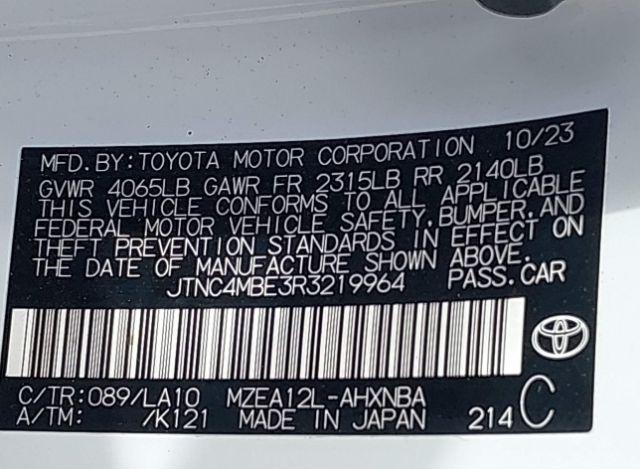 MFD. BY: TOYOTA MOTOR CORPORATION 10/23
GVWR 4065LB GAWR FR 2315LB RR 2140LB
THIS VEHICLE CONFORMS TO ALL APPLICABLE
FEDERAL MOTOR VEHICLE SAFETY, BUMPER, AND
THEFT PREVENTION STANDARDS IN EFFECT ON
THE DATE OF MANUFACTURE SHOWN ABOVE.
JTNC4MBE3R3219964 PASS. CAR
C/TR: 089/LA10 MZEA12L-AHXNBA C
A/TM: /K121 MADE IN JAPAN 214